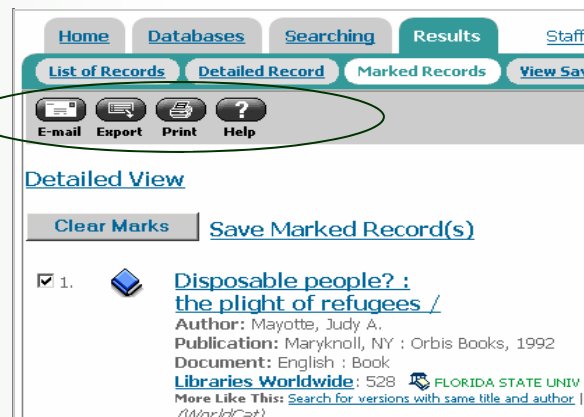 Home Databases Searching Results Staff
List of Records Detailed Record Marked Records View Sav
E-mail Export Print Help
Detailed View
Clear Marks Save Marked Record(s)
1. Disposable people? :
the plight of refugees /
Author: Mayotte, Judy A.
Publication: Maryknoll, NY : Orbis Books, 1992
Document: English : Book
Libraries Worldwide: 528 FLORIDA STATE UNIV
More Like This: Search for versions with same title and author |
(WorldCat)